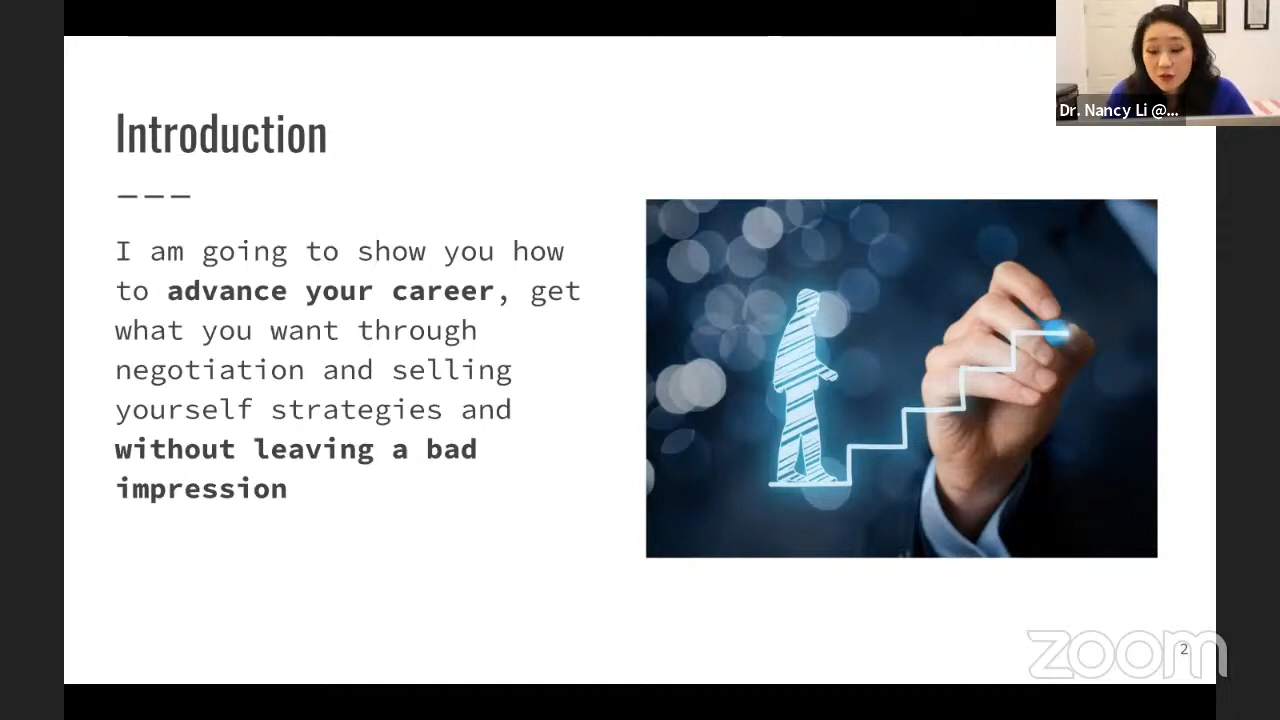 Dr. Nancy Li @...
Introduction
———
I am going to show you how
to advance your career, get
what you want through
negotiation and selling
yourself strategies and
without leaving a bad
impression
zoom
2